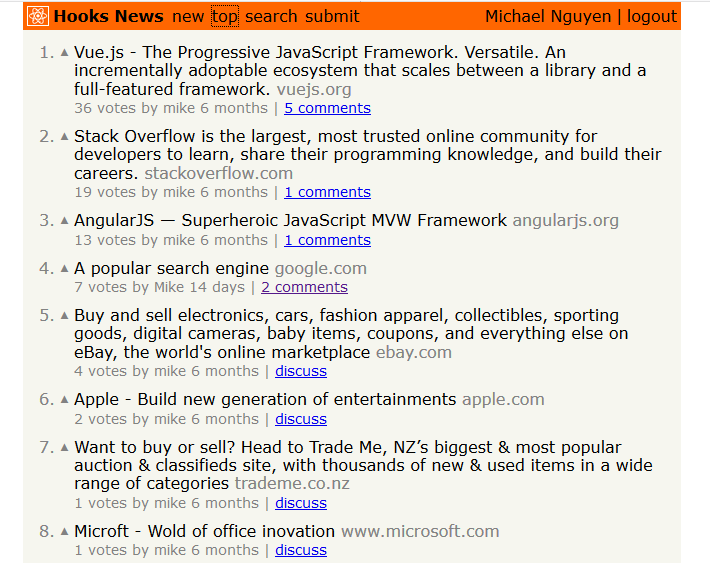 Hooks News new top search submit Michael Nguyen | logout
1. ▲ Vue.js - The Progressive JavaScript Framework. Versatile. An
incrementally adoptable ecosystem that scales between a library and a
full-featured framework. vuejs.org
36 votes by mike 6 months | 5 comments
2. ▲ Stack Overflow is the largest, most trusted online community for
developers to learn, share their programming knowledge, and build their
careers. stackoverflow.com
19 votes by mike 6 months | 1 comments
3. ▲ AngularJS — Superheroic JavaScript MVW Framework angularjs.org
13 votes by mike 6 months | 1 comments
4. ▲ A popular search engine google.com
7 votes by Mike 14 days | 2 comments
5. ▲ Buy and sell electronics, cars, fashion apparel, collectibles, sporting
goods, digital cameras, baby items, coupons, and everything else on
eBay, the world's online marketplace ebay.com
4 votes by mike 6 months | discuss
6. ▲ Apple - Build new generation of entertainments apple.com
2 votes by mike 6 months | discuss
7. ▲ Want to buy or sell? Head to Trade Me, NZ’s biggest & most popular
auction & classifieds site, with thousands of new & used items in a wide
range of categories trademe.co.nz
1 votes by mike 6 months | discuss
8. ▲ Microft - Wold of office inovation www.microsoft.com
1 votes by mike 6 months | discuss